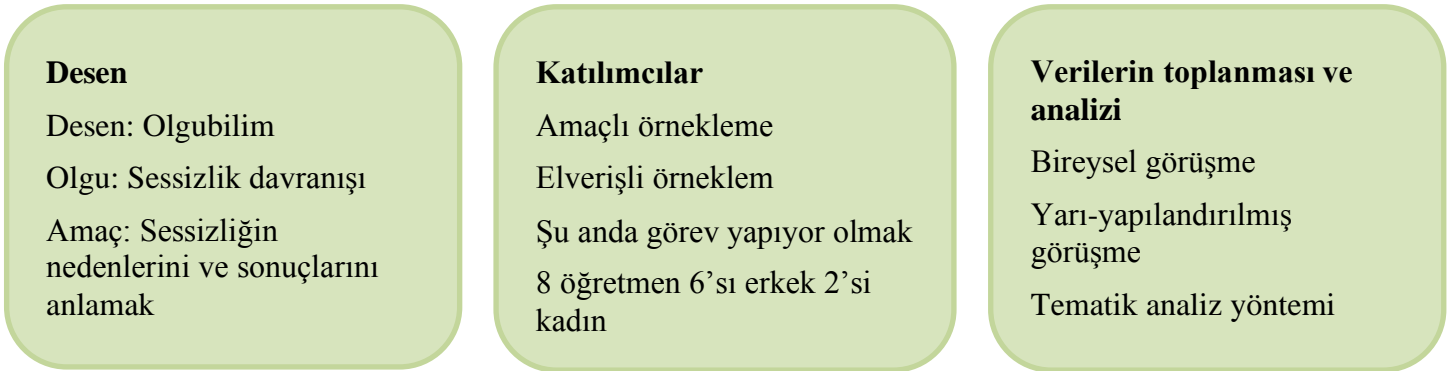 Desen
Desen: Olgubilim
Olgu: Sessizlik davranışı
Amaç: Sessizliğin
nedenlerini ve sonuçlarını
anlamak
Katılımcılar
Amaçlı örnekleme
Elverişli örneklem
Şu anda görev yapıyor olmak
8 öğretmen 6’sı erkek 2’si
kadın
Verilerin toplanması ve
analizi
Bireysel görüşme
Yarı-yapılandırılmış
görüşme
Tematik analiz yöntemi